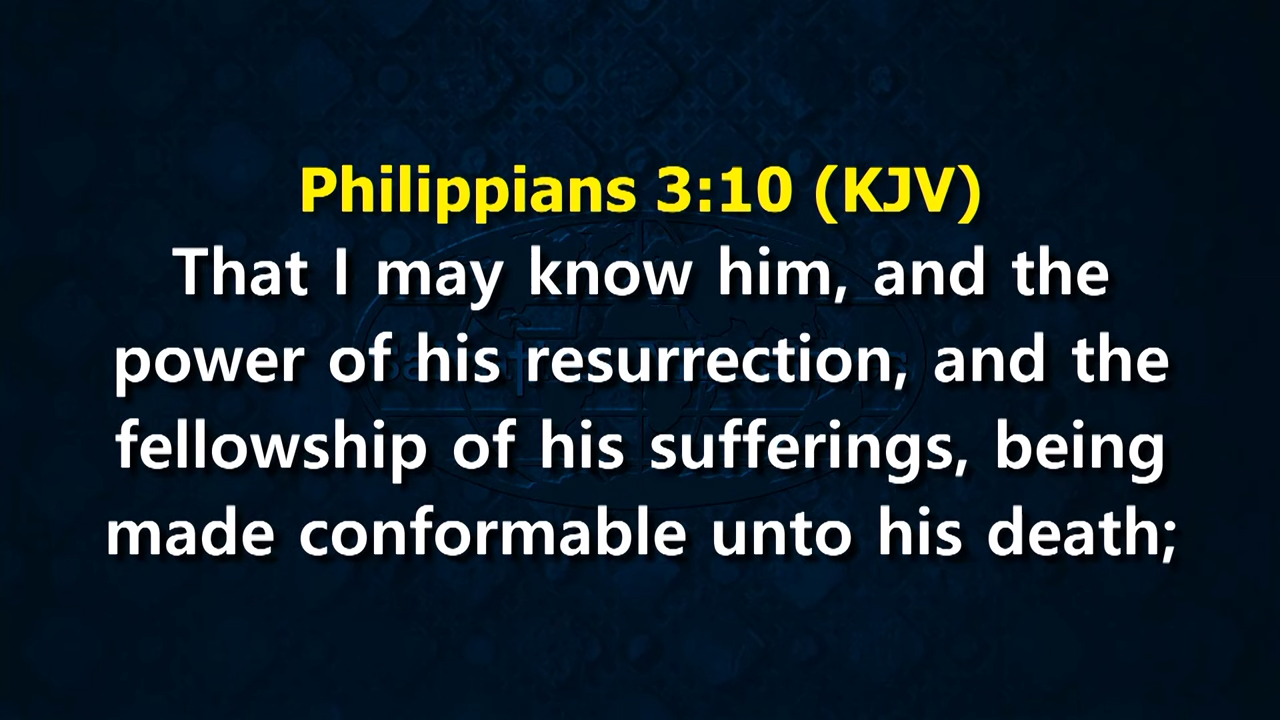 Philippians 3:10 (KJV)
That I may know him, and the
power of his resurrection, and the
fellowship of his sufferings, being
made conformable unto his death;